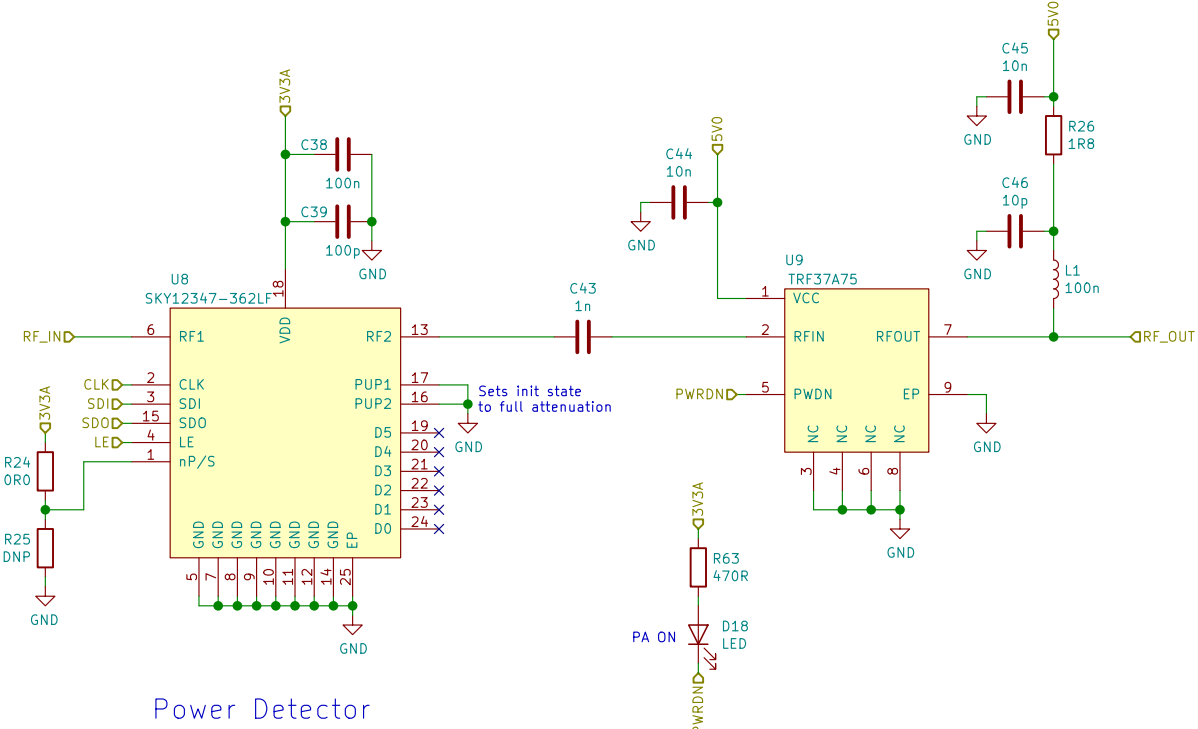 5V0
C45
10n
GND
R26
1R8
C46
10p
GND
L1
100n
3V3A
C38
100n
C39
100p
GND
5V0
C44
10n
GND
U8
SKY12347-362LF
18
VDD
RF_IN
6
RF1
RF2
13
C43
1n
U9
TRF37A75
1
VCC
2
RFIN
RFOUT
7
RF_OUT
PWRDN
5
PWDN
EP
9
GND
NC
NC
NC
NC
3
4
6
8
GND
CLK
2
CLK
SDI
3
SDI
SDO
15
SDO
LE
4
LE
1
nP/S
PUP1
17
PUP2
16
Sets init state
to full attenuation
GND
D5
19
D4
20
D3
21
D2
22
D1
23
D0
24
3V3A
R24
0R0
R25
DNP
GND
GND
GND
GND
GND
GND
GND
GND
GND
EP
5
7
8
9
10
11
12
14
25
GND
3V3A
R63
470R
PA ON
D18
LED
PWRDN
Power Detector